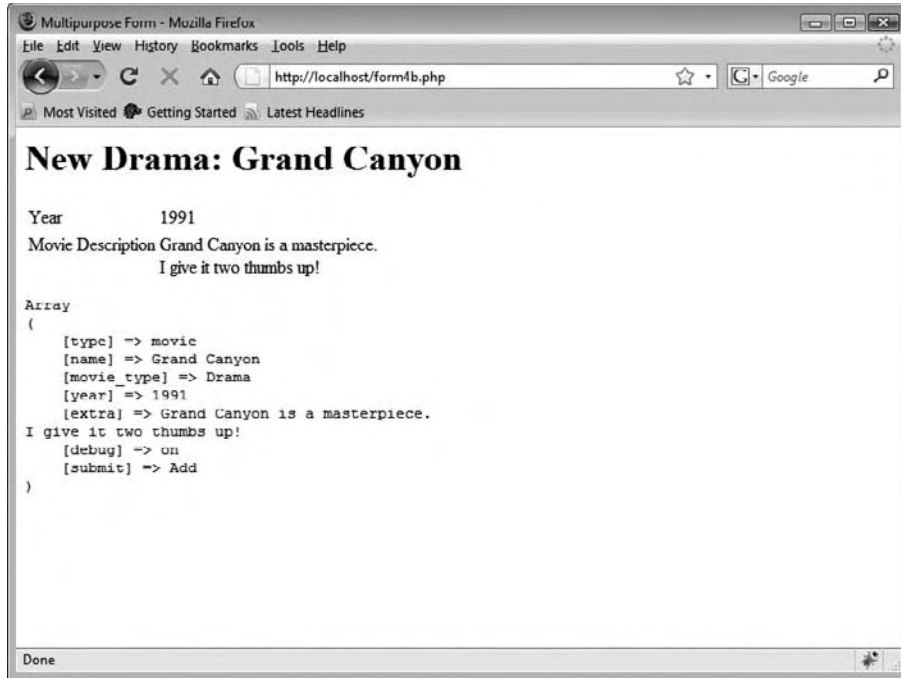 Multipurpose Form - Mozilla Firefox
File Edit View History Bookmarks Tools Help
http://localhost/form4b.php
G Google
Most Visited Getting Started Latest Headlines
New Drama: Grand Canyon
Year 1991
Movie Description Grand Canyon is a masterpiece.
I give it two thumbs up!
Array
(
[type] => movie
[name] => Grand Canyon
[movie_type] => Drama
[year] => 1991
[extra] => Grand Canyon is a masterpiece.
I give it two thumbs up!
[debug] => on
[submit] => Add
)
Done